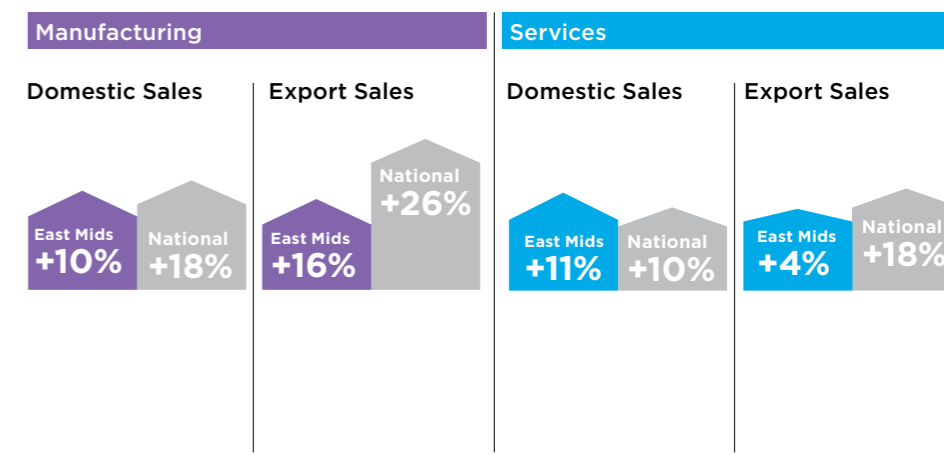 Manufacturing
Domestic Sales
East Mids
+10%
National
+18%
Export Sales
East Mids
+16%
National
+26%
Services
Domestic Sales
East Mids
+11%
National
+10%
Export Sales
East Mids
+4%
National
+18%